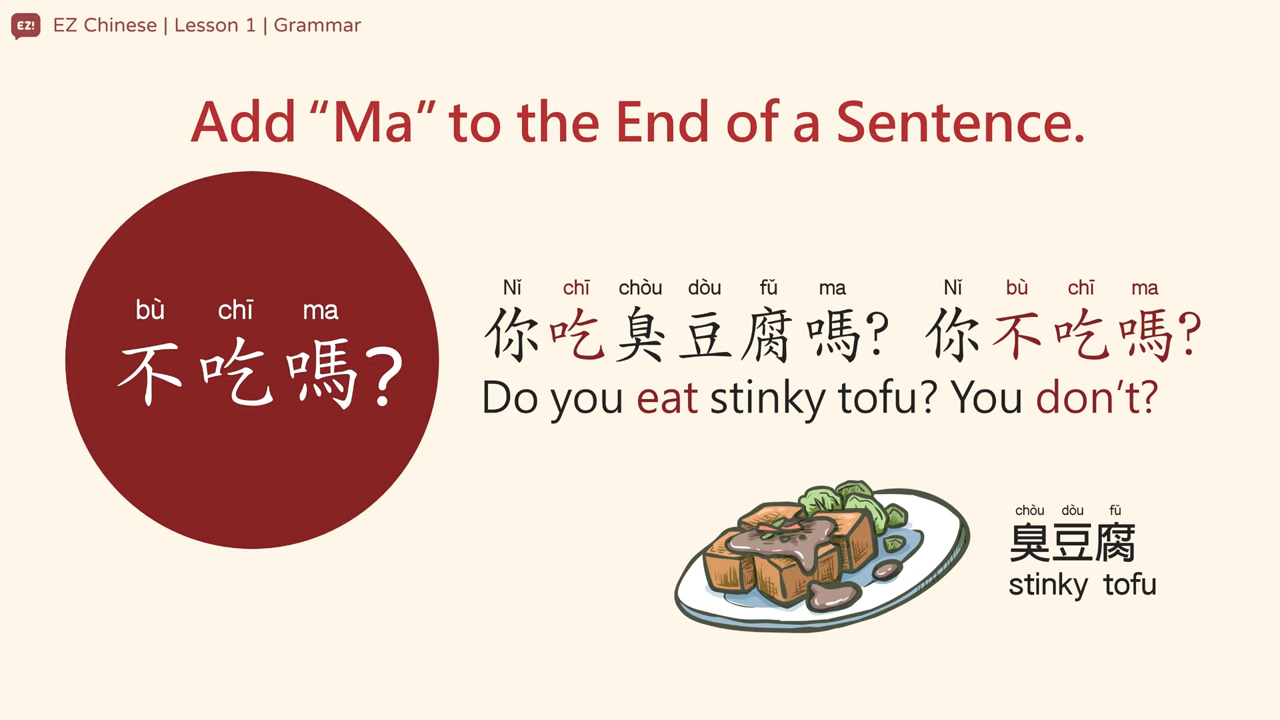 EZ!
EZ Chinese | Lesson 1 | Grammar
Add “Ma” to the End of a Sentence.
bù chī ma
不吃嗎?
Nǐ chī chòu dòu fǔ ma Nǐ bù chī ma
你吃臭豆腐嗎? 你不吃嗎?
Do you eat stinky tofu? You don’t?
chòu dòu fǔ
臭豆腐
stinky tofu